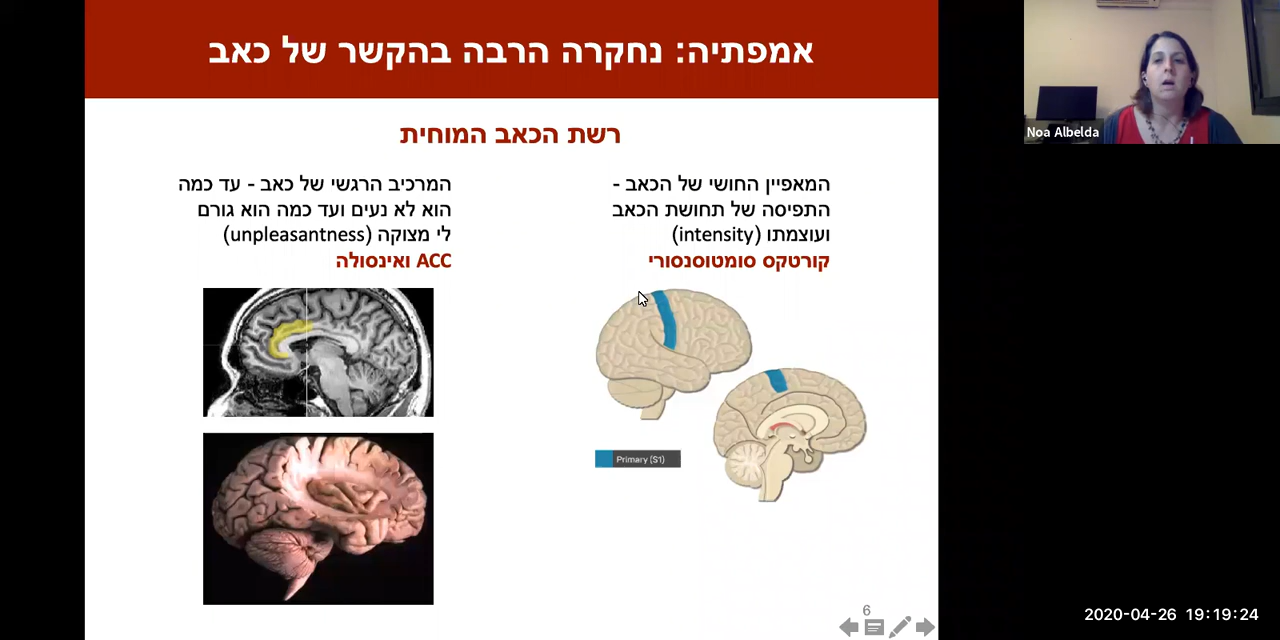 אמפתיה: נחקרה הרבה בהקשר של כאב
רשת הכאב המוחית
המאפיין החושי של הכאב -
התפיסה של תחושת הכאב
ועוצמתו (intensity)
קורטקס סומטוסנסורי
המרכיב הרגשי של כאב - עד כמה
הוא לא נעים ועד כמה הוא גורם
לי מצוקה (unpleasantness)
ACC ואינסולה
Primary (S1)
6
Noa Albelda
2020-04-26 19:19:24